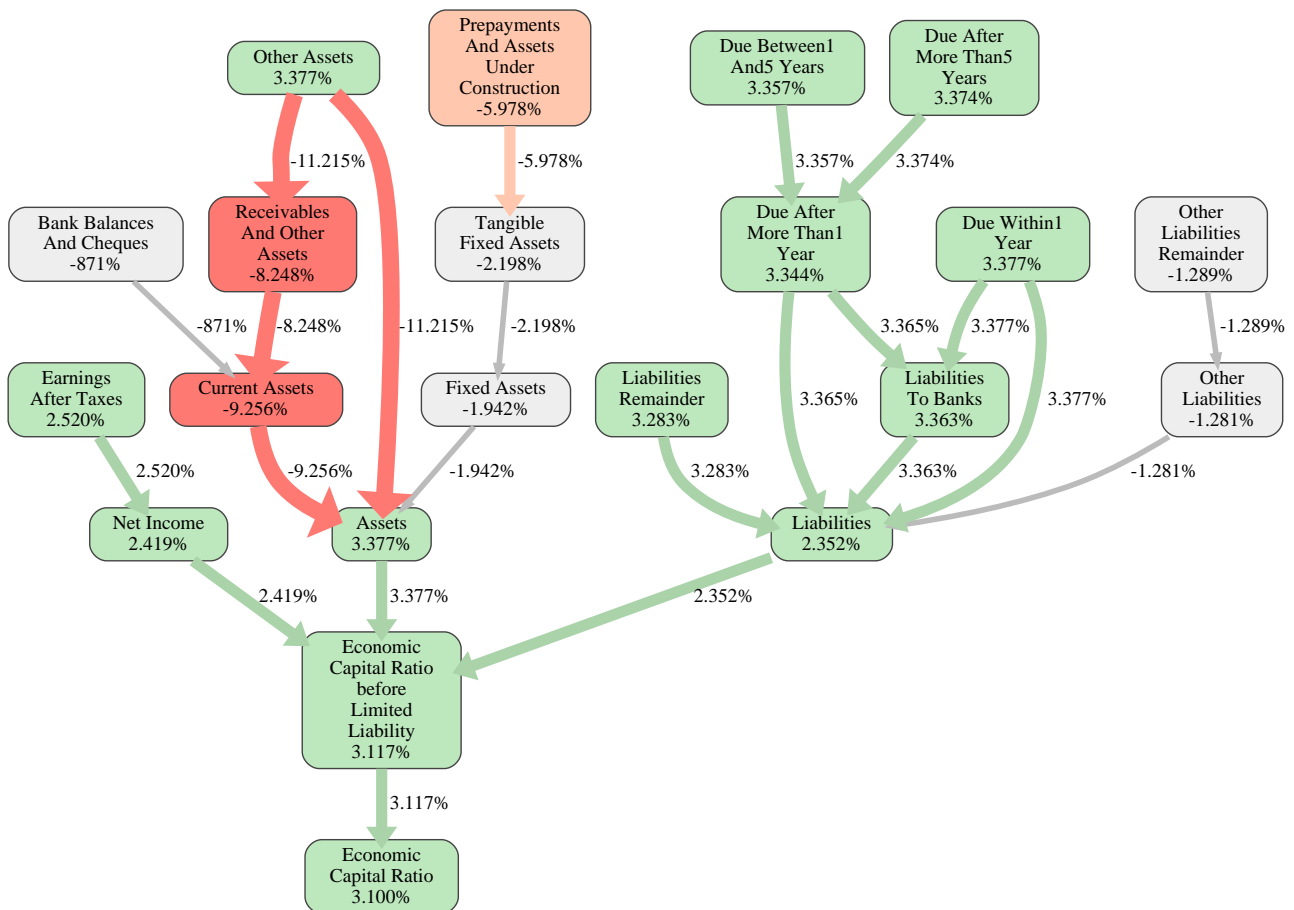 Other Assets
3.377%
Prepayments
And Assets
Under
Construction
-5.978%
Due Between1
And5 Years
3.357%
Due After
More Than5
Years
3.374%
-11.215%
-5.978%
3.357%
3.374%
Bank Balances
And Cheques
-871%
Receivables
And Other
Assets
-8.248%
Tangible
Fixed Assets
-2.198%
Due After
More Than1
Year
3.344%
Due Within1
Year
3.377%
Other
Liabilities
Remainder
-1.289%
-871%
-8.248%
-11.215%
-2.198%
3.365%
3.377%
-1.289%
Earnings
After Taxes
2.520%
Current Assets
-9.256%
Fixed Assets
-1.942%
Liabilities
Remainder
3.283%
3.365%
Liabilities
To Banks
3.363%
3.377%
Other
Liabilities
-1.281%
2.520%
-9.256%
-1.942%
3.283%
3.363%
-1.281%
Net Income
2.419%
Assets
3.377%
Liabilities
2.352%
2.419%
3.377%
2.352%
Economic
Capital Ratio
before
Limited
Liability
3.117%
3.117%
Economic
Capital Ratio
3.100%